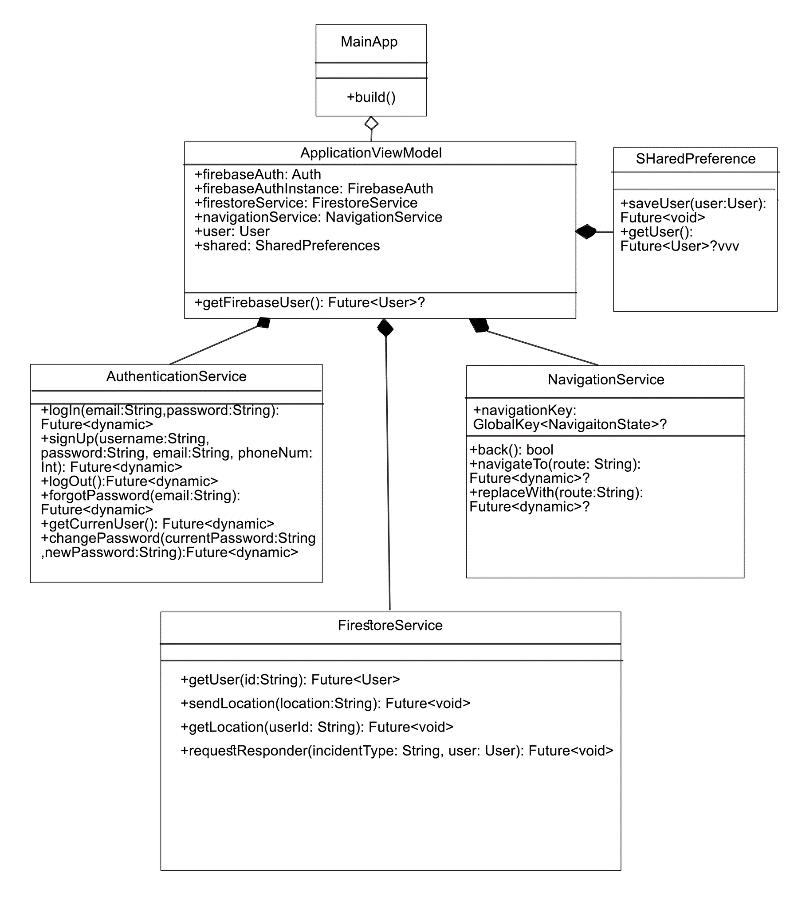 MainApp
+build()
ApplicationViewModel
+firebaseAuth: Auth
+firebaseAuthInstance: FirebaseAuth
+firestoreService: FirestoreService
+navigationService: NavigationService
+user: User
+shared: SharedPreferences
+getFirebaseUser(): Future<User>?
SHaredPreference
+saveUser(user:User):
Future<void>
+getUser():
Future<User>?vvv
AuthenticationService
+logIn(email:String,password:String):
Future<dynamic>
+signUp(username:String,
password:String, email:String, phoneNum:
Int): Future<dynamic>
+logOut():Future<dynamic>
+forgotPassword(email:String):
Future<dynamic>
+getCurrenUser(): Future<dynamic>
+changePassword(currentPassword:String
,newPassword:String):Future<dynamic>
NavigationService
+navigationKey:
GlobalKey<NavigaitonState>?
+back(): bool
+navigateTo(route: String):
Future<dynamic>?
+replaceWith(route:String):
Future<dynamic>?
FirestoreService
+getUser(id:String): Future<User>
+sendLocation(location:String): Future<void>
+getLocation(userId: String): Future<void>
+requestResponder(incidentType: String, user: User): Future<void>